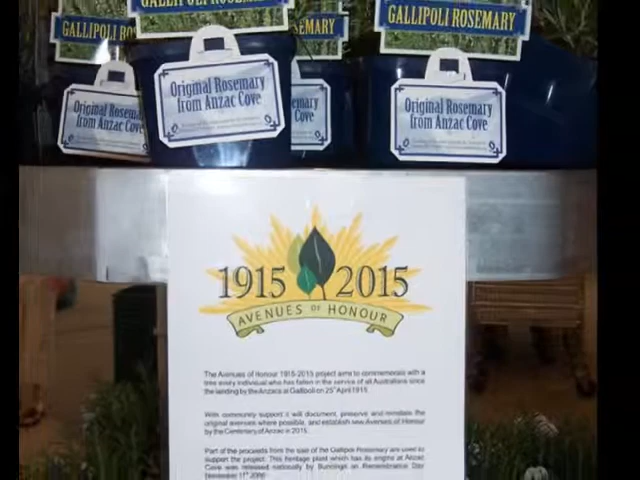 GALLIPOLI ROSEMARY
GALLIPOLI RO
ROSEMARY
GALLIPOLI ROSEMARY
Original Rosem
from Anzac Co
Original Rosemary
from Anzac Cove
Cove
Original Rosemary
from Anzac Cove
1915 2015
AVENUES OF HONOUR
The Avenues of Honour 1915-2015 project aims to commemorate with a
tree every individual who has fallen in the service of all Australians since
the landing by the Anzacs at Gallipoli on 25th April 1915.
With community support it will document, preserve and reinstate the
original avenues where possible, and establish new Avenues of Honour
by the Centenary of Anzac in 2015.
Part of the proceeds from the sale of the Gallipoli Rosemary are used to
support the project. This heritage plant which has its origins at Anzac
Cove was released nationally by Bunnings on Remembrance Day
November 11th